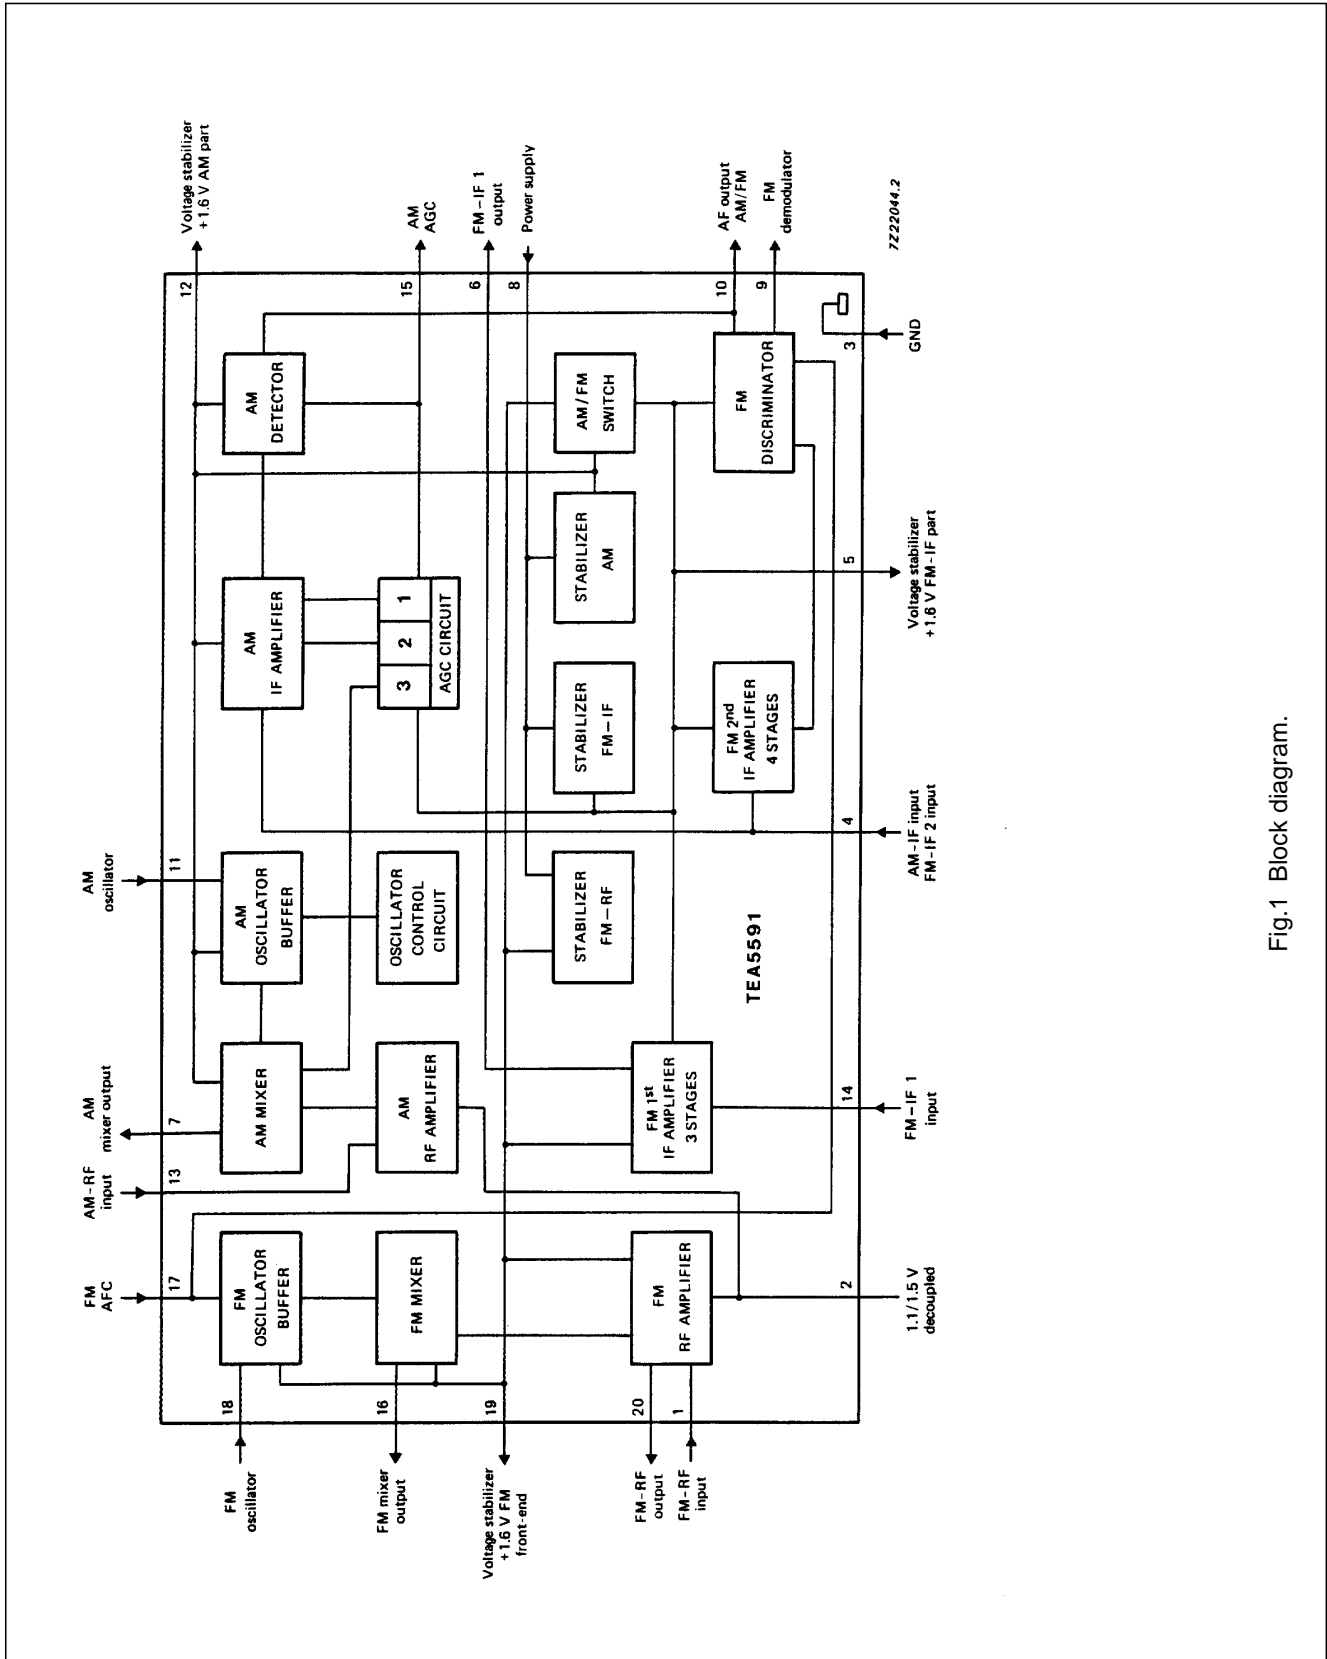 FM
AFC
17
AM-RF
input
13
AM
mixer output
7
AM
oscillator
11
18
FM
oscillator
FM
OSCILLATOR
BUFFER
AM MIXER
AM
OSCILLATOR
BUFFER
AM
IF AMPLIFIER
AM
DETECTOR
12
Voltage stabilizer
+1.6 V AM part
16
FM mixer
output
FM MIXER
AM
RF AMPLIFIER
OSCILLATOR
CONTROL
CIRCUIT
3
2
1
AGC CIRCUIT
15
AM
AGC
6
FM-IF 1
output
19
Voltage stabilizer
+1.6 V FM
front-end
8
Power supply
STABILIZER
FM-RF
STABILIZER
FM-IF
STABILIZER
AM
AM/FM
SWITCH
20
FM-RF
output
1
FM-RF
input
FM
RF AMPLIFIER
FM 1st
IF AMPLIFIER
3 STAGES
TEA5591
FM 2nd
IF AMPLIFIER
4 STAGES
FM
DISCRIMINATOR
10
AF output
AM/FM
9
FM
demodulator
2
1.1/1.5 V
decoupled
14
FM-IF 1
input
4
AM-IF input
FM-IF 2 input
5
Voltage stabilizer
+1.6 V FM-IF part
3
GND
7Z22044.2
Fig.1 Block diagram.